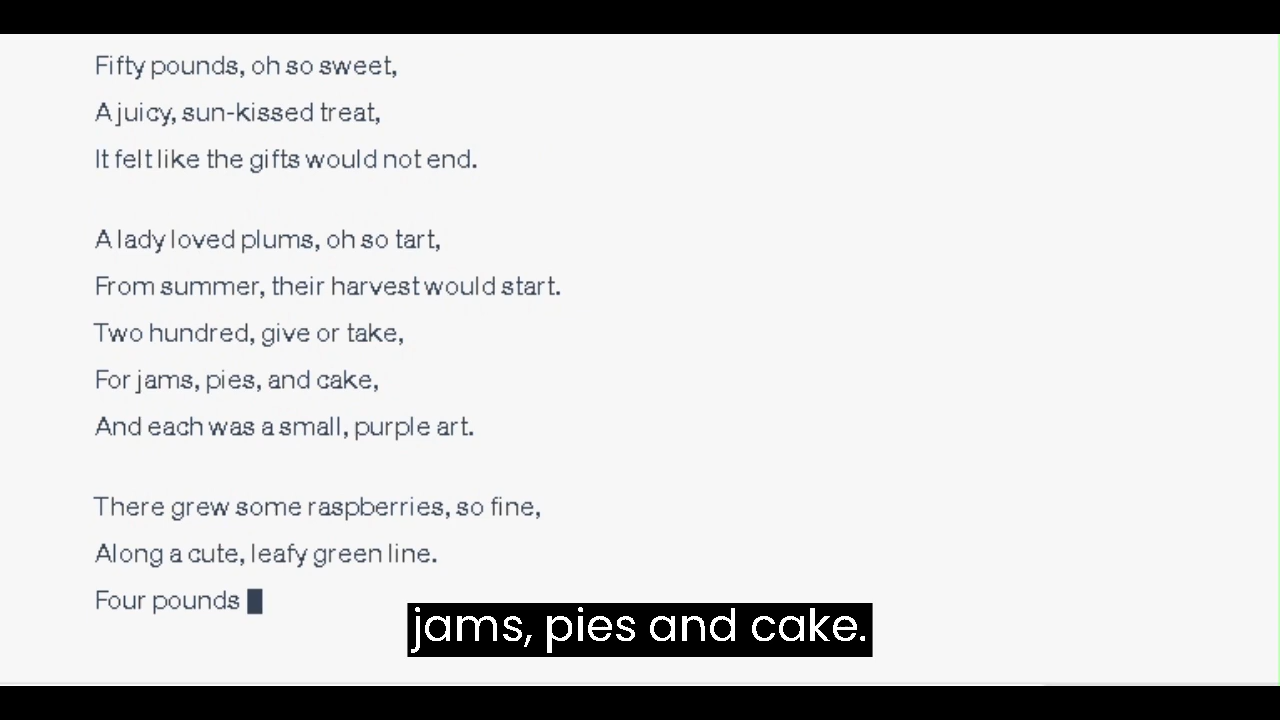 Fifty pounds, oh so sweet,
A juicy, sun-kissed treat,
It felt like the gifts would not end.
A lady loved plums, oh so tart,
From summer, their harvest would start.
Two hundred, give or take,
For jams, pies, and cake,
And each was a small, purple art.
There grew some raspberries, so fine,
Along a cute, leafy green line.
Four pounds
jams, pies and cake.